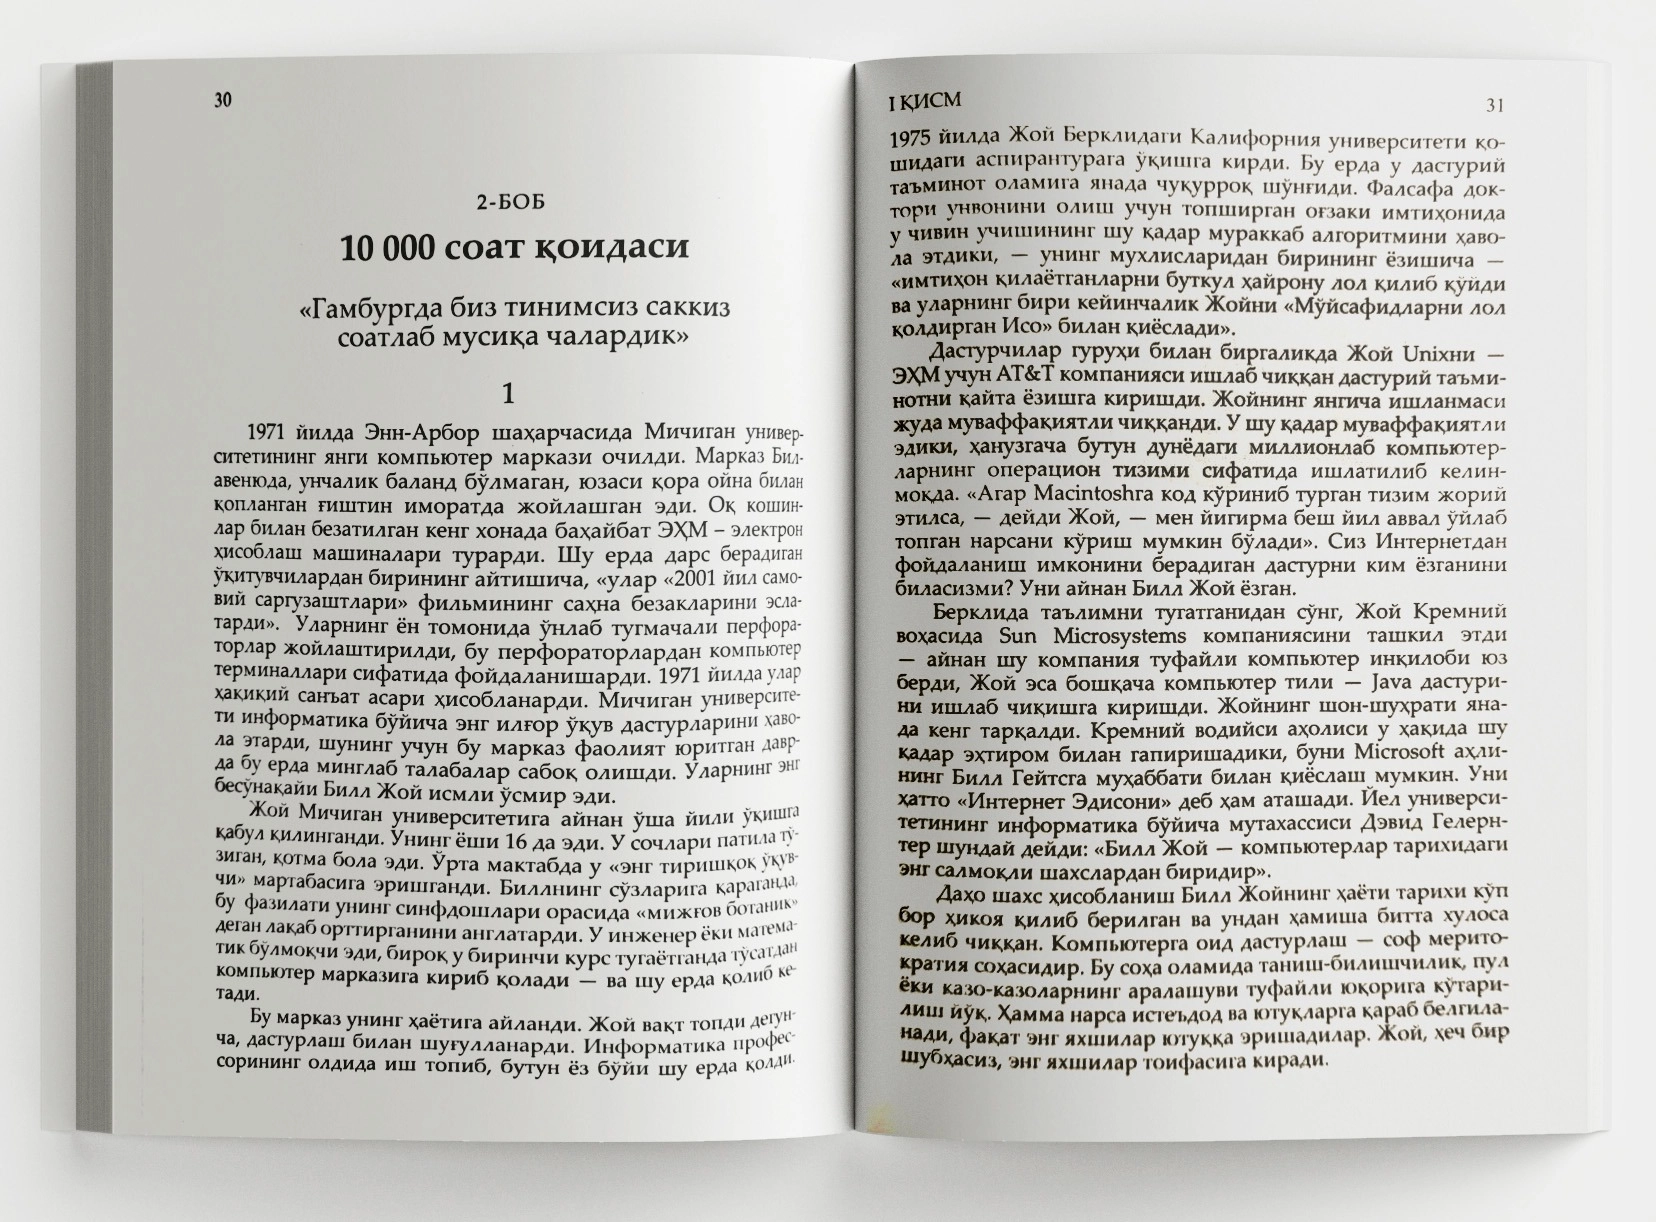 30
2-БОБ
10 000 соат қоидаси
«Гамбургда биз тинимсиз саккиз
соатлаб мусиқа чалардик»
1
1971 йилда Энн-Арбор шаҳарчасида Мичиган универ-
ситетининг янги компьютер маркази очилди. Марказ Бил-
авенюда, унчалик баланд бўлмаган, юзаси қора ойна билан
қопланган ғиштин иморатда жойлашган эди. Оқ кошин-
лар билан безатилган кенг хонада баҳайбат ЭҲМ – электрон
ҳисоблаш машиналари турарди. Шу ерда дарс берадиган
ўқитувчилардан бирининг айтишича, «улар «2001 йил само-
вий саргузаштлари» фильмининг саҳна безакларини эсла-
тарди». Уларнинг ён томонида ўнлаб тугмачали перфора-
торлар жойлаштирилди, бу перфораторлардан компьютер
терминаллари сифатида фойдаланишарди. 1971 йилда улар
ҳақиқий санъат асари ҳисобланарди. Мичиган университе-
ти информатика бўйича энг илғор ўқув дастурларини ҳаво-
ла этарди, шунинг учун бу марказ фаолият юритган давр-
да бу ерда минглаб талабалар сабоқ олишди. Уларнинг энг
бесўнақайи Билл Жой исмли ўсмир эди.
Жой Мичиган университетига айнан ўша йили ўқишга
қабул қилинганди. Унинг ёши 16 да эди. У сочлари патила тў-
зиган, қотма бола эди. Ўрта мактабда у «энг тиришқоқ ўқув-
чи» мартабасига эришганди. Биллнинг сўзларига қараганда,
бу фазилати унинг синфдошлари орасида «мижғов ботаник»
деган лақаб орттирганини англатарди. У инженер ёки матема-
тик бўлмоқчи эди, бироқ у биринчи курс тугаётганда тўсатдан
компьютер марказига кириб қолади — ва шу ерда қолиб ке-
тади.
Бу марказ унинг ҳаётига айланди. Жой вақт топди дегун-
ча, дастурлаш билан шуғулланарди. Информатика профес-
сорининг олдида иш топиб, бутун ёз бўйи шу ерда қолди.
I ҚИСМ
31
1975 йилда Жой Берклидаги Калифорния университети қо-
шидаги аспирантурага ўқишга кирди. Бу ерда у дастурий
таъминот оламига янада чуқурроқ шўнғиди. Фалсафа док-
тори унвонини олиш учун топширган оғзаки имтиҳонида
у чивин учишининг шу қадар мураккаб алгоритмини ҳаво-
ла этдики, — унинг мухлисларидан бирининг ёзишича —
«имтиҳон қилаётганларни буткул ҳайрону лол қилиб қўйди
ва уларнинг бири кейинчалик Жойни «Мўйсафидларни лол
қолдирган Исо» билан қиёслади».
Дастурчилар гуруҳи билан биргаликда Жой Unixни —
ЭҲМ учун AT&T компанияси ишлаб чиққан дастурий таъми-
нотни қайта ёзишга киришди. Жойнинг янгича ишланмаси
жуда муваффақиятли чиққанди. У шу қадар муваффақиятли
эдики, ҳанузгача бутун дунёдаги миллионлаб компьютер-
ларнинг операцион тизими сифатида ишлатилиб келин-
моқда. «Агар Macintoshга код кўриниб турган тизим жорий
этилса, — дейди Жой, — мен йигирма беш йил аввал ўйлаб
топган нарсани кўриш мумкин бўлади». Сиз Интернетдан
фойдаланиш имконини берадиган дастурни ким ёзганини
биласизми? Уни айнан Билл Жой ёзган.
Берклида таълимни тугатганидан сўнг, Жой Кремний
воҳасида Sun Microsystems компаниясини ташкил этди
— айнан шу компания туфайли компьютер инқилоби юз
берди, Жой эса бошқача компьютер тили — Java дастури-
ни ишлаб чиқишга киришди. Жойнинг шон-шуҳрати яна-
да кенг тарқалди. Кремний водийси аҳолиси у ҳақида шу
қадар эҳтиром билан гапиришадики, буни Microsoft аҳли-
нинг Билл Гейтсга муҳаббати билан қиёслаш мумкин. Уни
ҳатто «Интернет Эдисони» деб ҳам аташади. Йел универси-
тетининг информатика бўйича мутахассиси Дэвид Гелерн-
тер шундай дейди: «Билл Жой — компьютерлар тарихидаги
энг салмоқли шахслардан биридир».
Даҳо шахс ҳисобланиш Билл Жойнинг ҳаёти тарихи кўп
бор ҳикоя қилиб берилган ва ундан ҳамиша битта хулоса
келиб чиққан. Компьютерга оид дастурлаш — соф мерито-
кратия соҳасидир. Бу соҳа оламида таниш-билишчилик, пул
ёки казо-казоларнинг аралашуви туфайли юқорига кўтари-
лиш йўқ. Ҳамма нарса истеъдод ва ютуқларга қараб белгила-
нади, фақат энг яхшилар ютуққа эришадилар. Жой, ҳеч бир
шубҳасиз, энг яхшилар тоифасига киради.